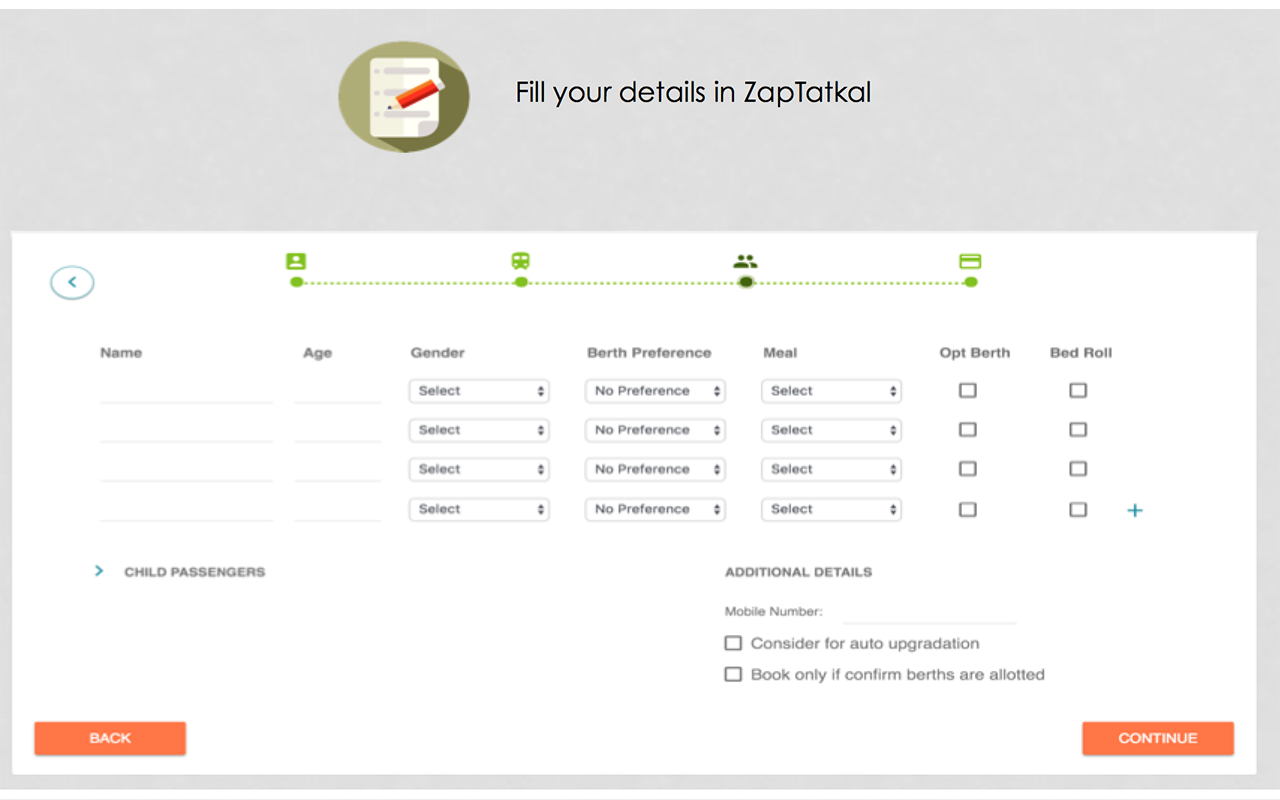 Fill your details in ZapTatkal
Name Age Gender Berth Preference Meal Opt Berth Bed Roll
Select No Preference Select
Select No Preference Select
Select No Preference Select
Select No Preference Select
CHILD PASSENGERS
ADDITIONAL DETAILS
Mobile Number:
Consider for auto upgradation
Book only if confirm berths are allotted
BACK
CONTINUE